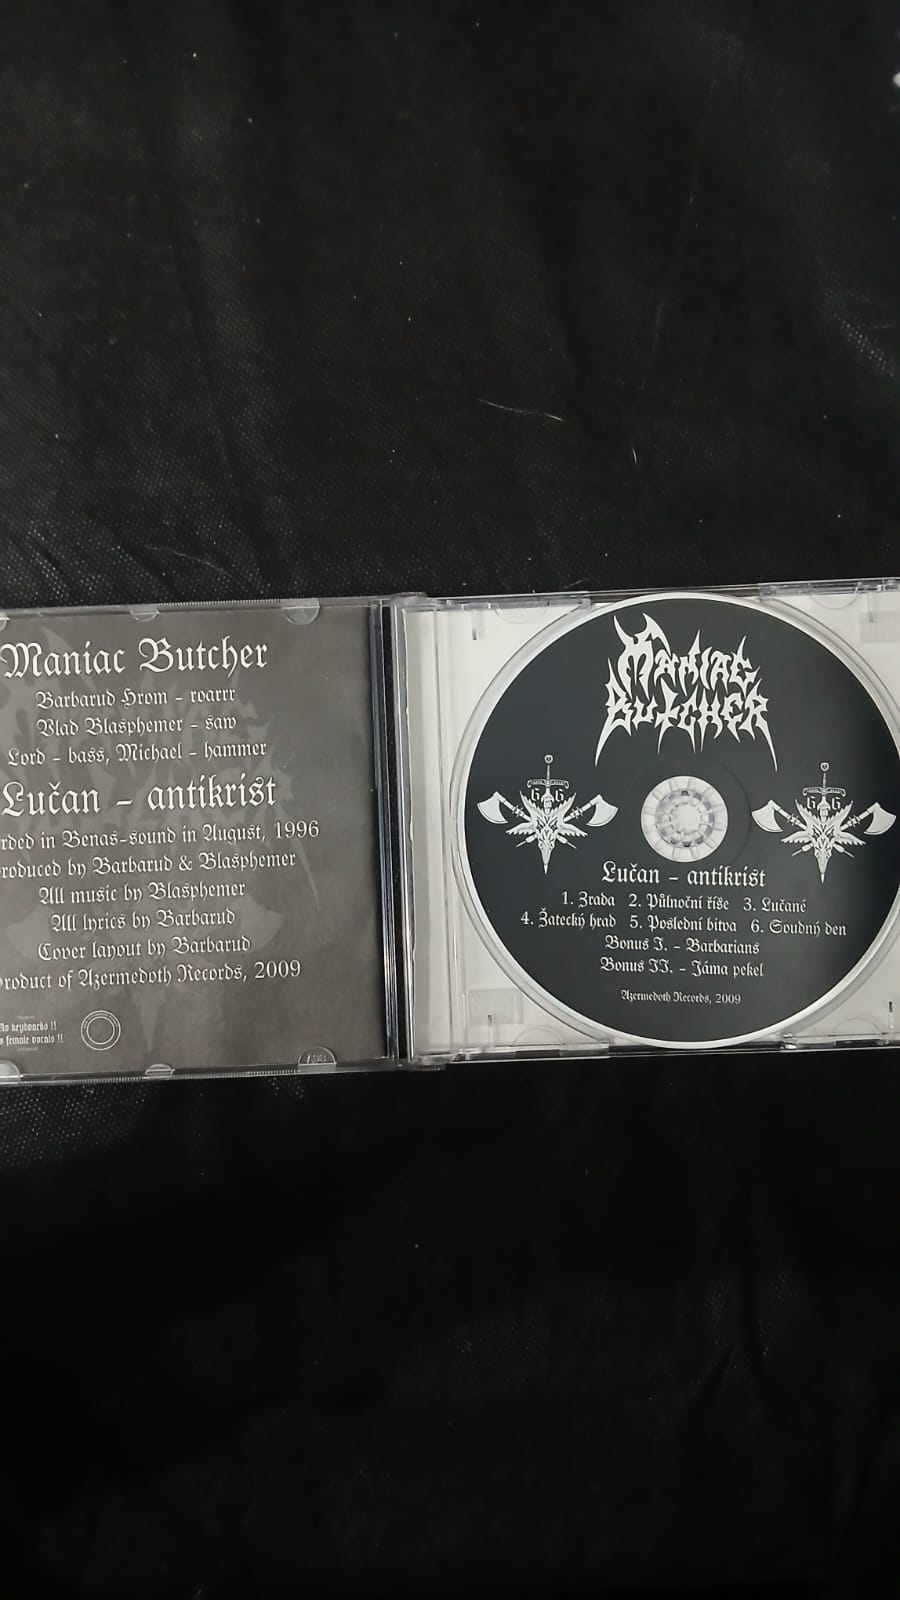 Maniac Butcher
Barbarud Hrom - roarrr
Vlad Blasphemer - saw
Lord - bass, Michael - hammer
Lučan - antikrist
rded in Benas-sound in August, 1996
roduced by Barbarud & Blasphemer
All music by Blasphemer
All lyrics by Barbarud
Cover layout by Barbarud
roduct of Azermedoth Records, 2009
No keyboards !!
o female vocals !!
MANIAC
BUTCHER
Lučan - antikrist
1. Zrada 2. Půlnoční říše 3. Lučané
4. Žatecký hrad 5. Poslední bitva 6. Soudný den
Bonus I. - Barbarians
Bonus II. - Jáma pekel
Azermedoth Records, 2009